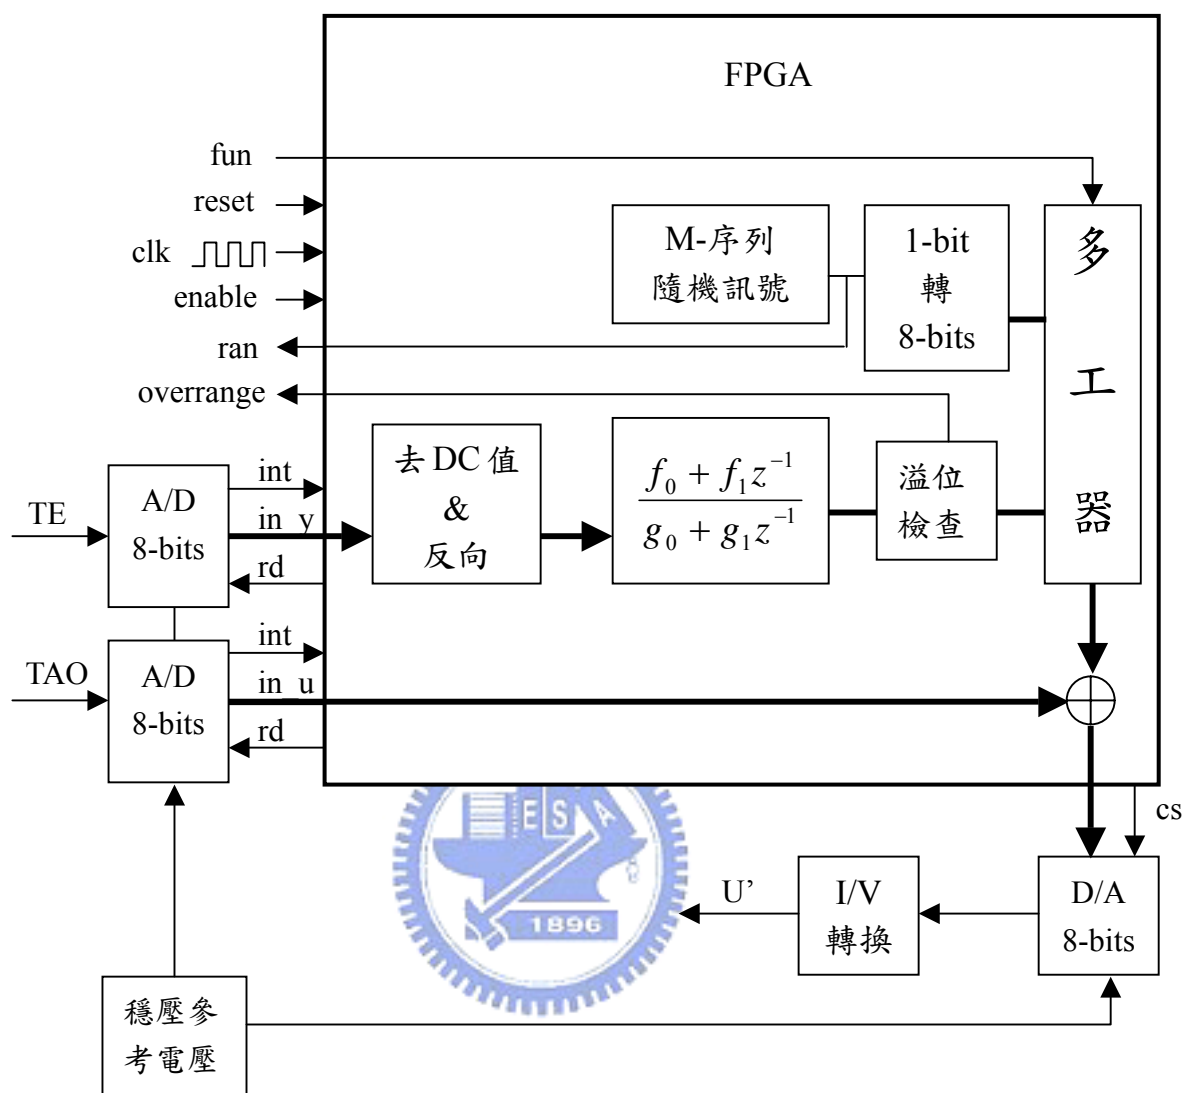 FPGA
fun
reset
clk
enable
ran
overrange
M-序列
隨機訊號
1-bit
轉
8-bits
多
工
器
TE
A/D
8-bits
int
in_y
rd
去 DC 值
&
反向
f₀ + f₁z⁻¹
g₀ + g₁z⁻¹
溢位
檢查
TAO
A/D
8-bits
int
in_u
rd
cs
ESA
1896
U’
I/V
轉換
D/A
8-bits
穩壓參
考電壓